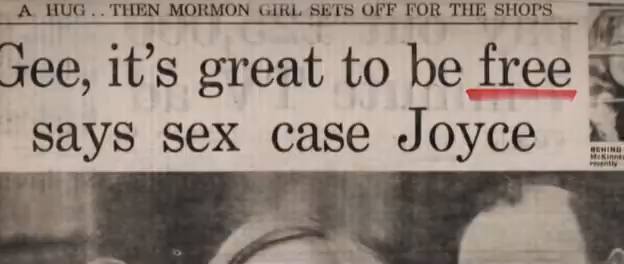 A HUG . . THEN MORMON GIRL SETS OFF FOR THE SHOPS
Gee, it's great to be free
says sex case Joyce
BEHIND
McKinne
recently